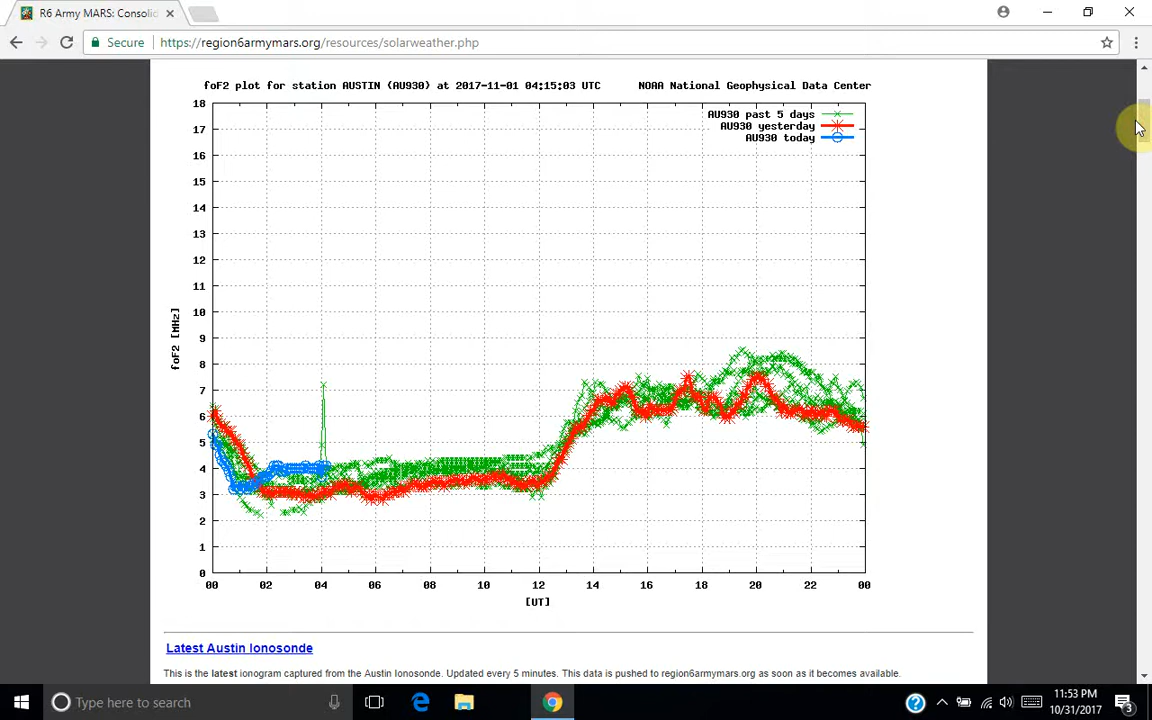 R6 Army MARS: Consolid
Secure https://region6armymars.org/resources/solarweather.php
foF2 plot for station AUSTIN (AU930) at 2017-11-01 04:15:03 UTC NOAA National Geophysical Data Center
AU930 past 5 days
AU930 yesterday
AU930 today
18
17
16
15
14
13
12
11
10
9
8
7
6
5
4
3
2
1
0
foF2 [MHz]
00 02 04 06 08 10 12 14 16 18 20 22 00
[UT]
Latest Austin Ionosonde
This is the latest ionogram captured from the Austin Ionosonde. Updated every 5 minutes. This data is pushed to region6armymars.org as soon as it becomes available.
Type here to search
11:53 PM
10/31/2017
3